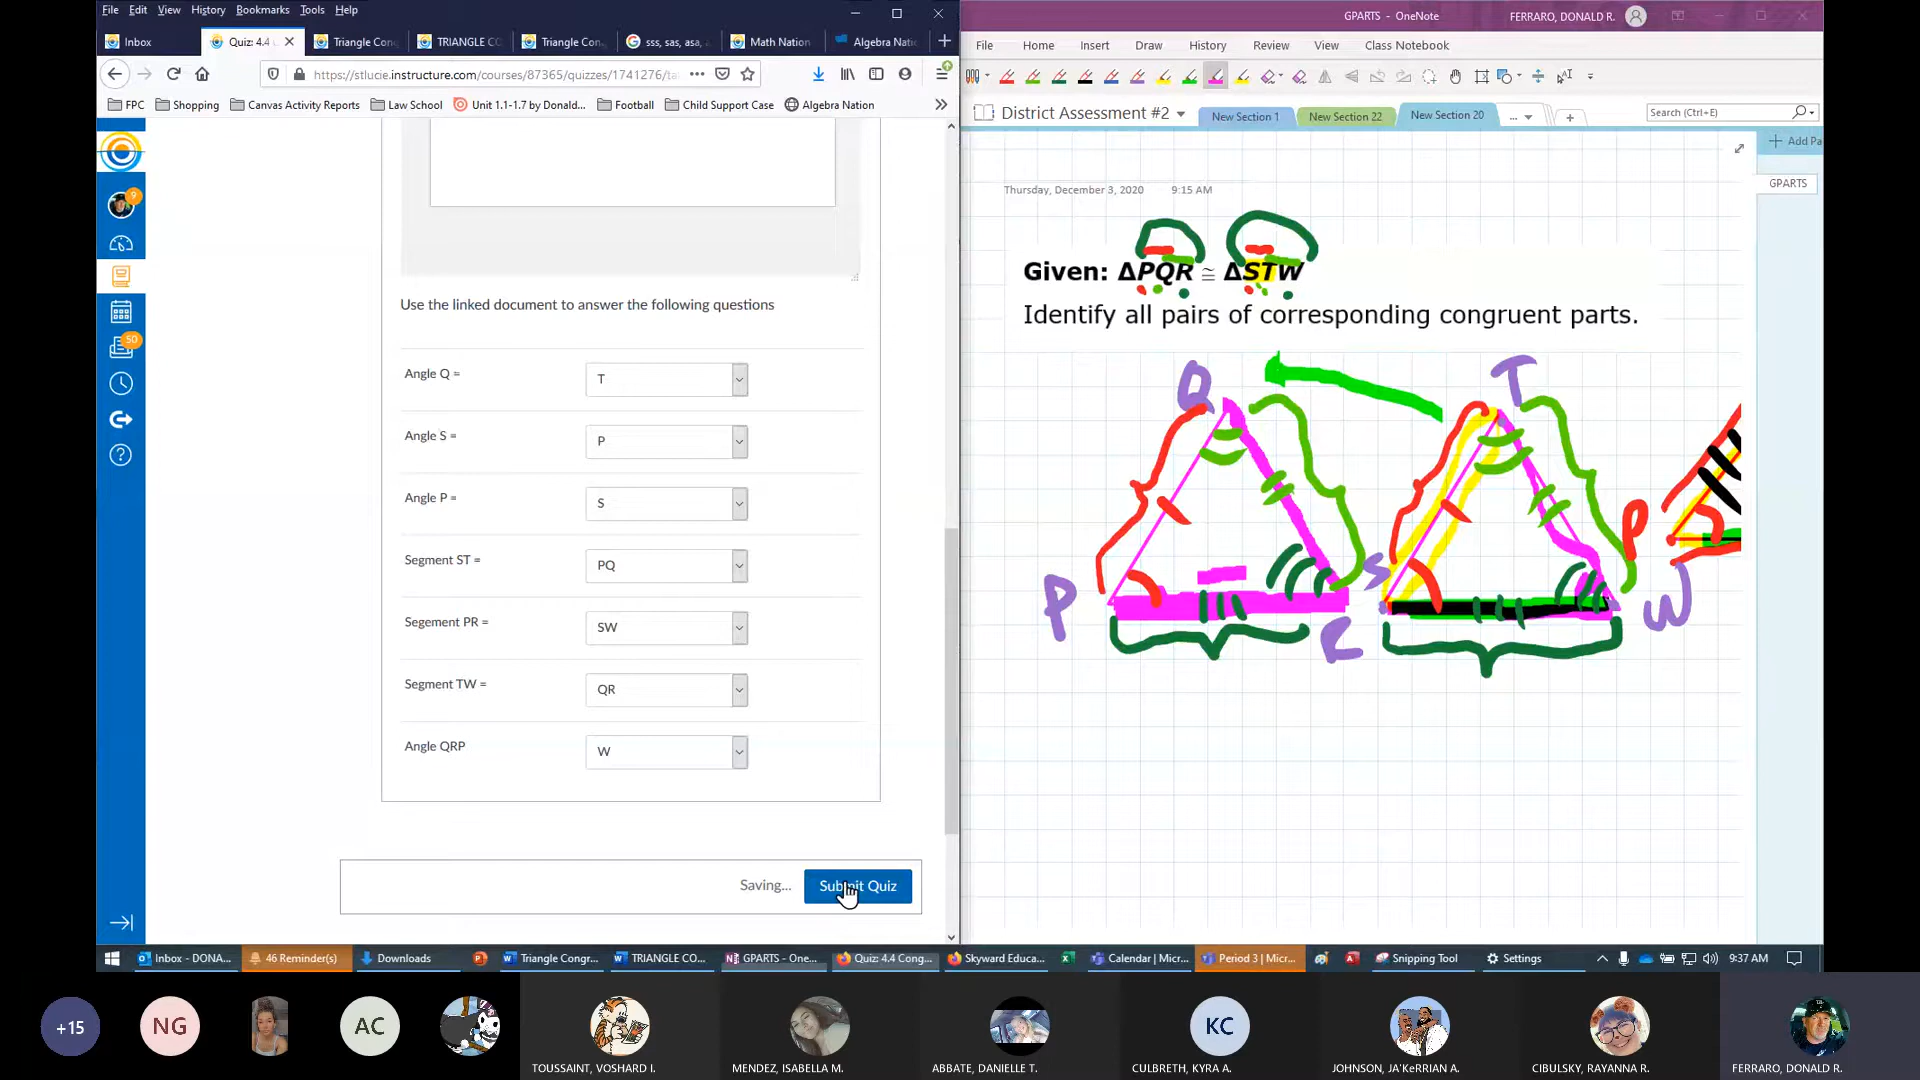 File Edit View History Bookmarks Tools Help
Inbox
Quiz: 4.4
Triangle Con
TRIANGLE CO
Triangle Con
sss, sas, asa,
Math Nation
Algebra Nati
https://stlucie.instructure.com/courses/87365/quizzes/1741276/ta
FPC Shopping Canvas Activity Reports Law School Unit 1.1-1.7 by Donald... Football Child Support Case Algebra Nation
9
50
Use the linked document to answer the following questions
Angle Q = T
Angle S = P
Angle P = S
Segment ST = PQ
Segement PR = SW
Segment TW = QR
Angle QRP W
Saving... Submit Quiz
GPARTS - OneNote FERRARO, DONALD R.
File Home Insert Draw History Review View Class Notebook
District Assessment #2 New Section 1 New Section 22 New Section 20 ... Search (Ctrl+E)
Add Pa
GPARTS
Thursday, December 3, 2020 9:15 AM
Given: ΔPQR ≅ ΔSTW
Identify all pairs of corresponding congruent parts.
Q T
P R S W P
Inbox - DONA... 46 Reminder(s) Downloads Triangle Congr... TRIANGLE CO... GPARTS - One... Quiz: 4.4 Cong... Skyward Educa... Calendar | Micr... Period 3 | Micr... Snipping Tool Settings 9:37 AM
+15 NG AC KC
TOUSSAINT, VOSHARD I. MENDEZ, ISABELLA M. ABBATE, DANIELLE T. CULBRETH, KYRA A. JOHNSON, JA'KeRRIAN A. CIBULSKY, RAYANNA R. FERRARO, DONALD R.